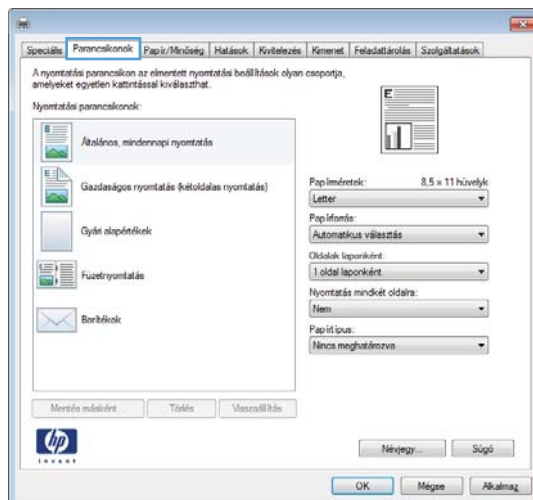 Speciális Parancsikonok Papír/Minőség Hatások Kivitelezés Kimenet Feladattárolás Szolgáltatások
A nyomtatási parancsikon az elmentett nyomtatási beállítások olyan csoportja,
amelyeket egyetlen kattintással kiválaszthat.
Nyomtatási parancsikonok:
Általános, mindennapi nyomtatás
Gazdaságos nyomtatás (kétoldalas nyomtatás)
Gyári alapértékek
Füzetnyomtatás
Borítékok
Papírméretek: 8,5 × 11 hüvelyk
Letter
Papírforrás:
Automatikus választás
Oldalak laponként:
1 oldal laponként
Nyomtatás mindkét oldalra:
Nem
Papírtípus:
Nincs meghatározva
Mentés másként... Törlés Visszaállítás
hp
invent
Névjegy... Súgó
OK Mégse Alkalmaz